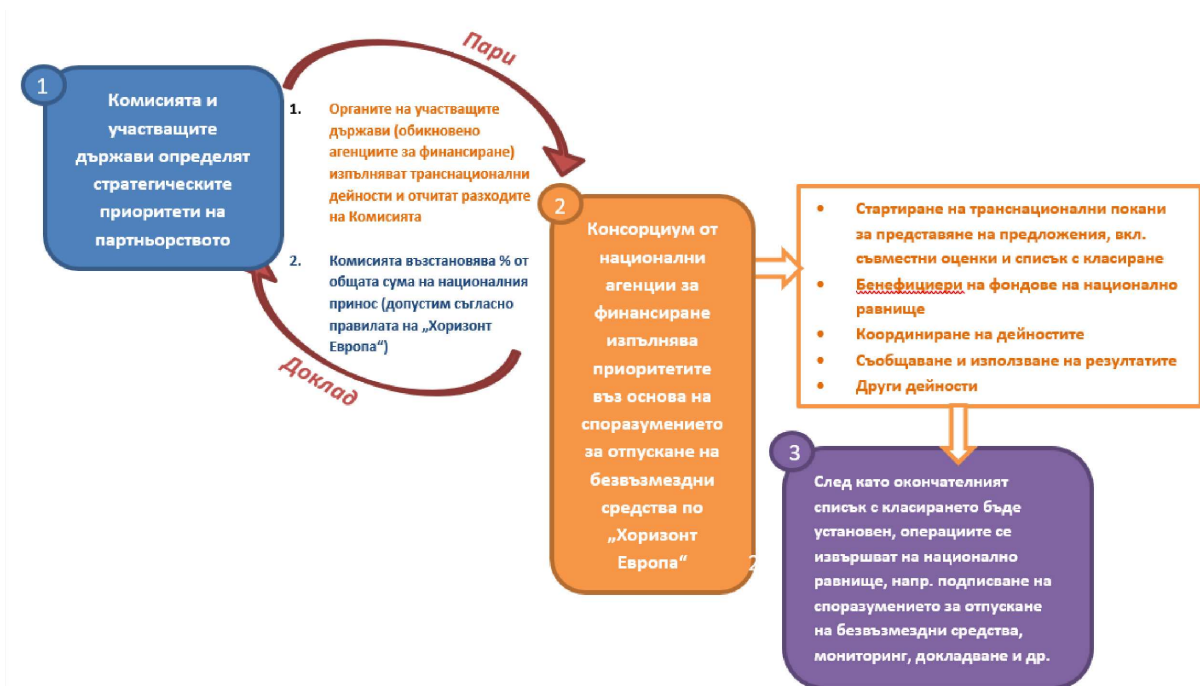 1
Комисията и
участващите
държави определят
стратегическите
приоритети на
партньорството
Пари
1. Органите на участващите
държави (обикновено
агенциите за финансиране)
изпълняват транснационални
дейности и отчитат разходите
на Комисията
2. Комисията възстановява % от
общата сума на националния
принос (допустим съгласно
правилата на „Хоризонт
Европа“)
Доклад
2
Консорциум от
национални
агенции за
финансиране
изпълнява
приоритетите
въз основа на
споразумението
за отпускане на
безвъзмездни
средства по
„Хоризонт
Европа“
2
• Стартиране на транснационални покани
за представяне на предложения, вкл.
съвместни оценки и списък с класиране
• Бенефициери на фондове на национално
равнище
• Координиране на дейностите
• Съобщаване и използване на резултатите
• Други дейности
3
След като окончателният
списък с класирането бъде
установен, операциите се
извършват на национално
равнище, напр. подписване на
споразумението за отпускане
на безвъзмездни средства,
мониторинг, докладване и др.